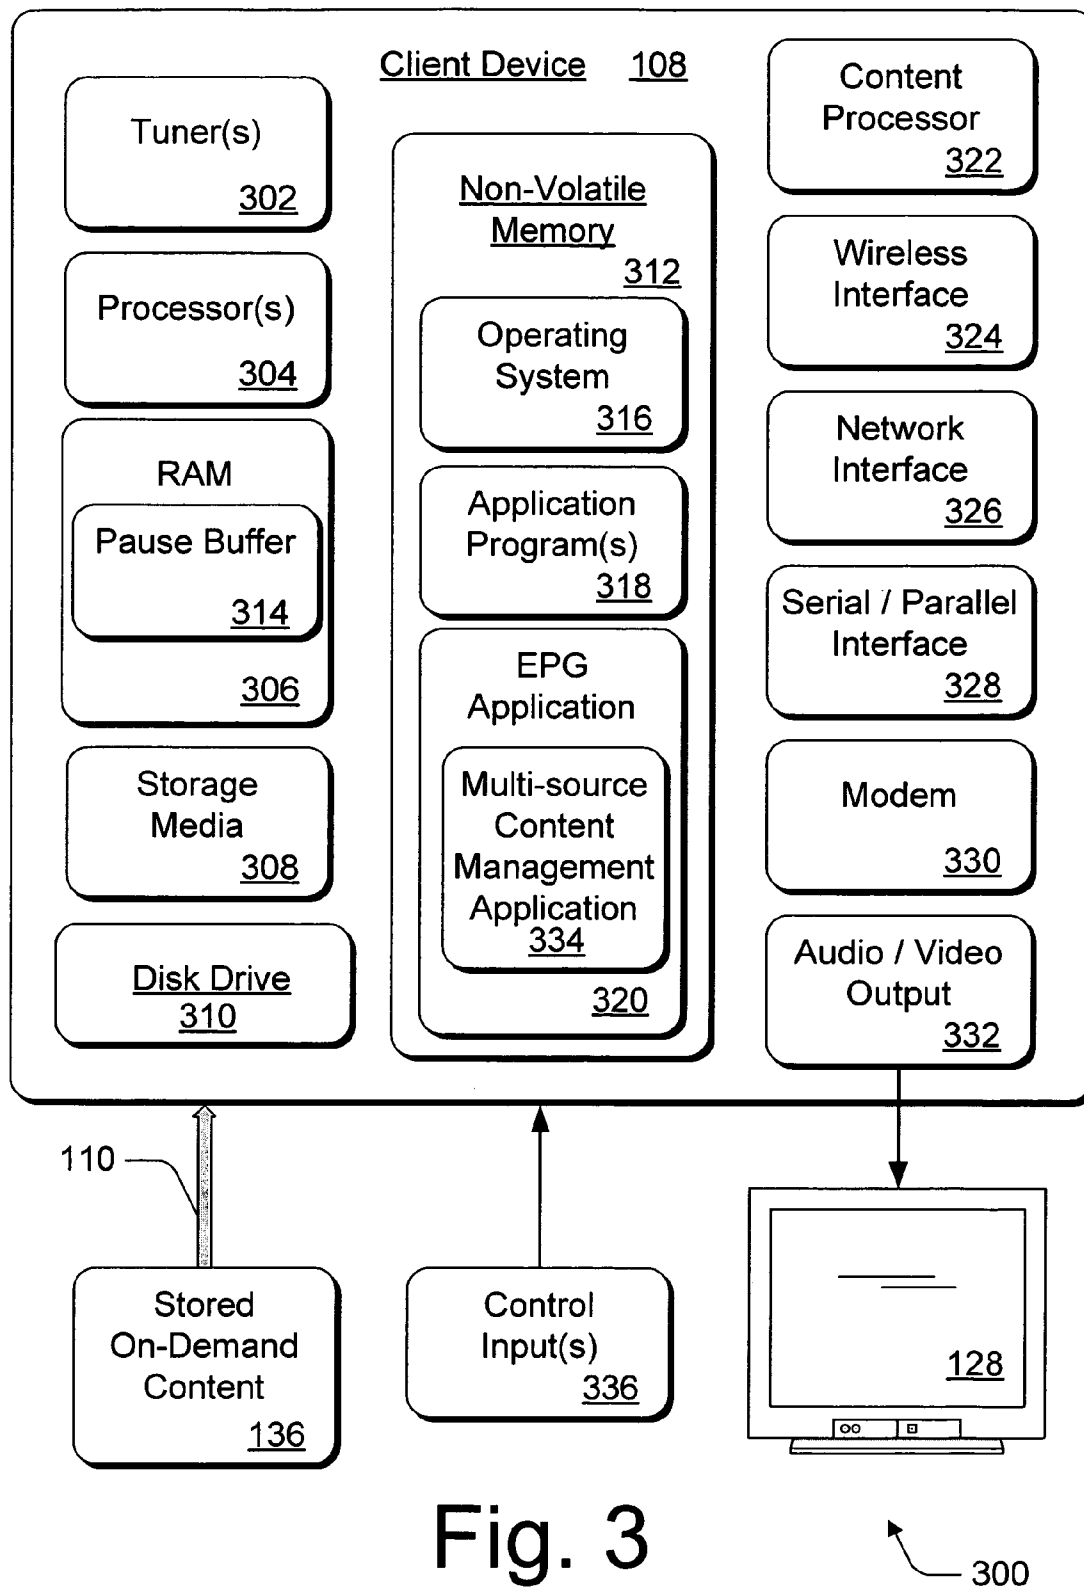 Client Device 108
Tuner(s)
302
Processor(s)
304
RAM
Pause Buffer
314
306
Storage
Media
308
Disk Drive
310
Non-Volatile
Memory
312
Operating
System
316
Application
Program(s)
318
EPG
Application
Multi-source
Content
Management
Application
334
320
Content
Processor
322
Wireless
Interface
324
Network
Interface
326
Serial / Parallel
Interface
328
Modem
330
Audio / Video
Output
332
110
Stored
On-Demand
Content
136
Control
Input(s)
336
128
Fig. 3
300